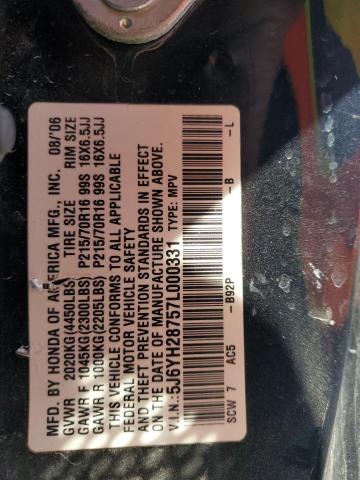 MFD. BY HONDA OF AMERICA MFG., INC. 08/'06
TIRE SIZE RIM SIZE
GVWR 2020KG(4450LBS)
GAWR F 1045KG(2300LBS) P215/70R16 99S 16X6.5JJ
GAWR R 1000KG(2205LBS) P215/70R16 99S 16X6.5JJ
THIS VEHICLE CONFORMS TO ALL APPLICABLE
FEDERAL MOTOR VEHICLE SAFETY
AND THEFT PREVENTION STANDARDS IN EFFECT
ON THE DATE OF MANUFACTURE SHOWN ABOVE.
V.I.N.: 5J6YH28757L000331 TYPE: MPV
SCW 7 AC5 -B92P -B -L